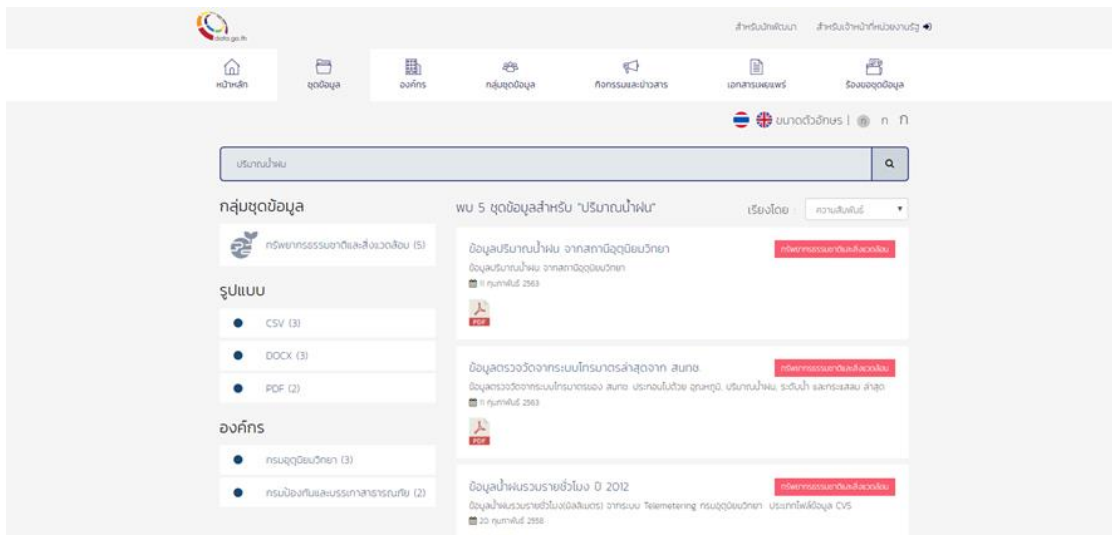 data.go.th
สำหรับนักพัฒนา สำหรับเจ้าหน้าที่หน่วยงานรัฐ
หน้าหลัก ชุดข้อมูล องค์กร กลุ่มชุดข้อมูล กิจกรรมและข่าวสาร เอกสารเผยแพร่ ร้องขอชุดข้อมูล
ขนาดตัวอักษร | ก ก ก
ปริมาณน้ำฝน
กลุ่มชุดข้อมูล
ทรัพยากรธรรมชาติและสิ่งแวดล้อม (5)
รูปแบบ
CSV (3)
DOCX (3)
PDF (2)
องค์กร
กรมอุตุนิยมวิทยา (3)
กรมป้องกันและบรรเทาสาธารณภัย (2)
พบ 5 ชุดข้อมูลสำหรับ "ปริมาณน้ำฝน"
เรียงโดย : ความสัมพันธ์
ข้อมูลปริมาณน้ำฝน จากสถานีอุตุนิยมวิทยา
ทรัพยากรธรรมชาติและสิ่งแวดล้อม
ข้อมูลปริมาณน้ำฝน จากสถานีอุตุนิยมวิทยา
11 กุมภาพันธ์ 2563
PDF
ข้อมูลตรวจวัดจากระบบโทรมาตรล่าสุดจาก สนทช.
ทรัพยากรธรรมชาติและสิ่งแวดล้อม
ข้อมูลตรวจวัดจากระบบโทรมาตรของ สนทช. ประกอบไปด้วย อุณหภูมิ, ปริมาณน้ำฝน, ระดับน้ำ และกระแสลม ล่าสุด
11 กุมภาพันธ์ 2563
PDF
ข้อมูลน้ำฝนรวมรายชั่วโมง ปี 2012
ทรัพยากรธรรมชาติและสิ่งแวดล้อม
ข้อมูลน้ำฝนรวมรายชั่วโมง(มิลลิเมตร) จากระบบ Telemetering กรมอุตุนิยมวิทยา ประเภทไฟล์ข้อมูล CVS
20 กุมภาพันธ์ 2558